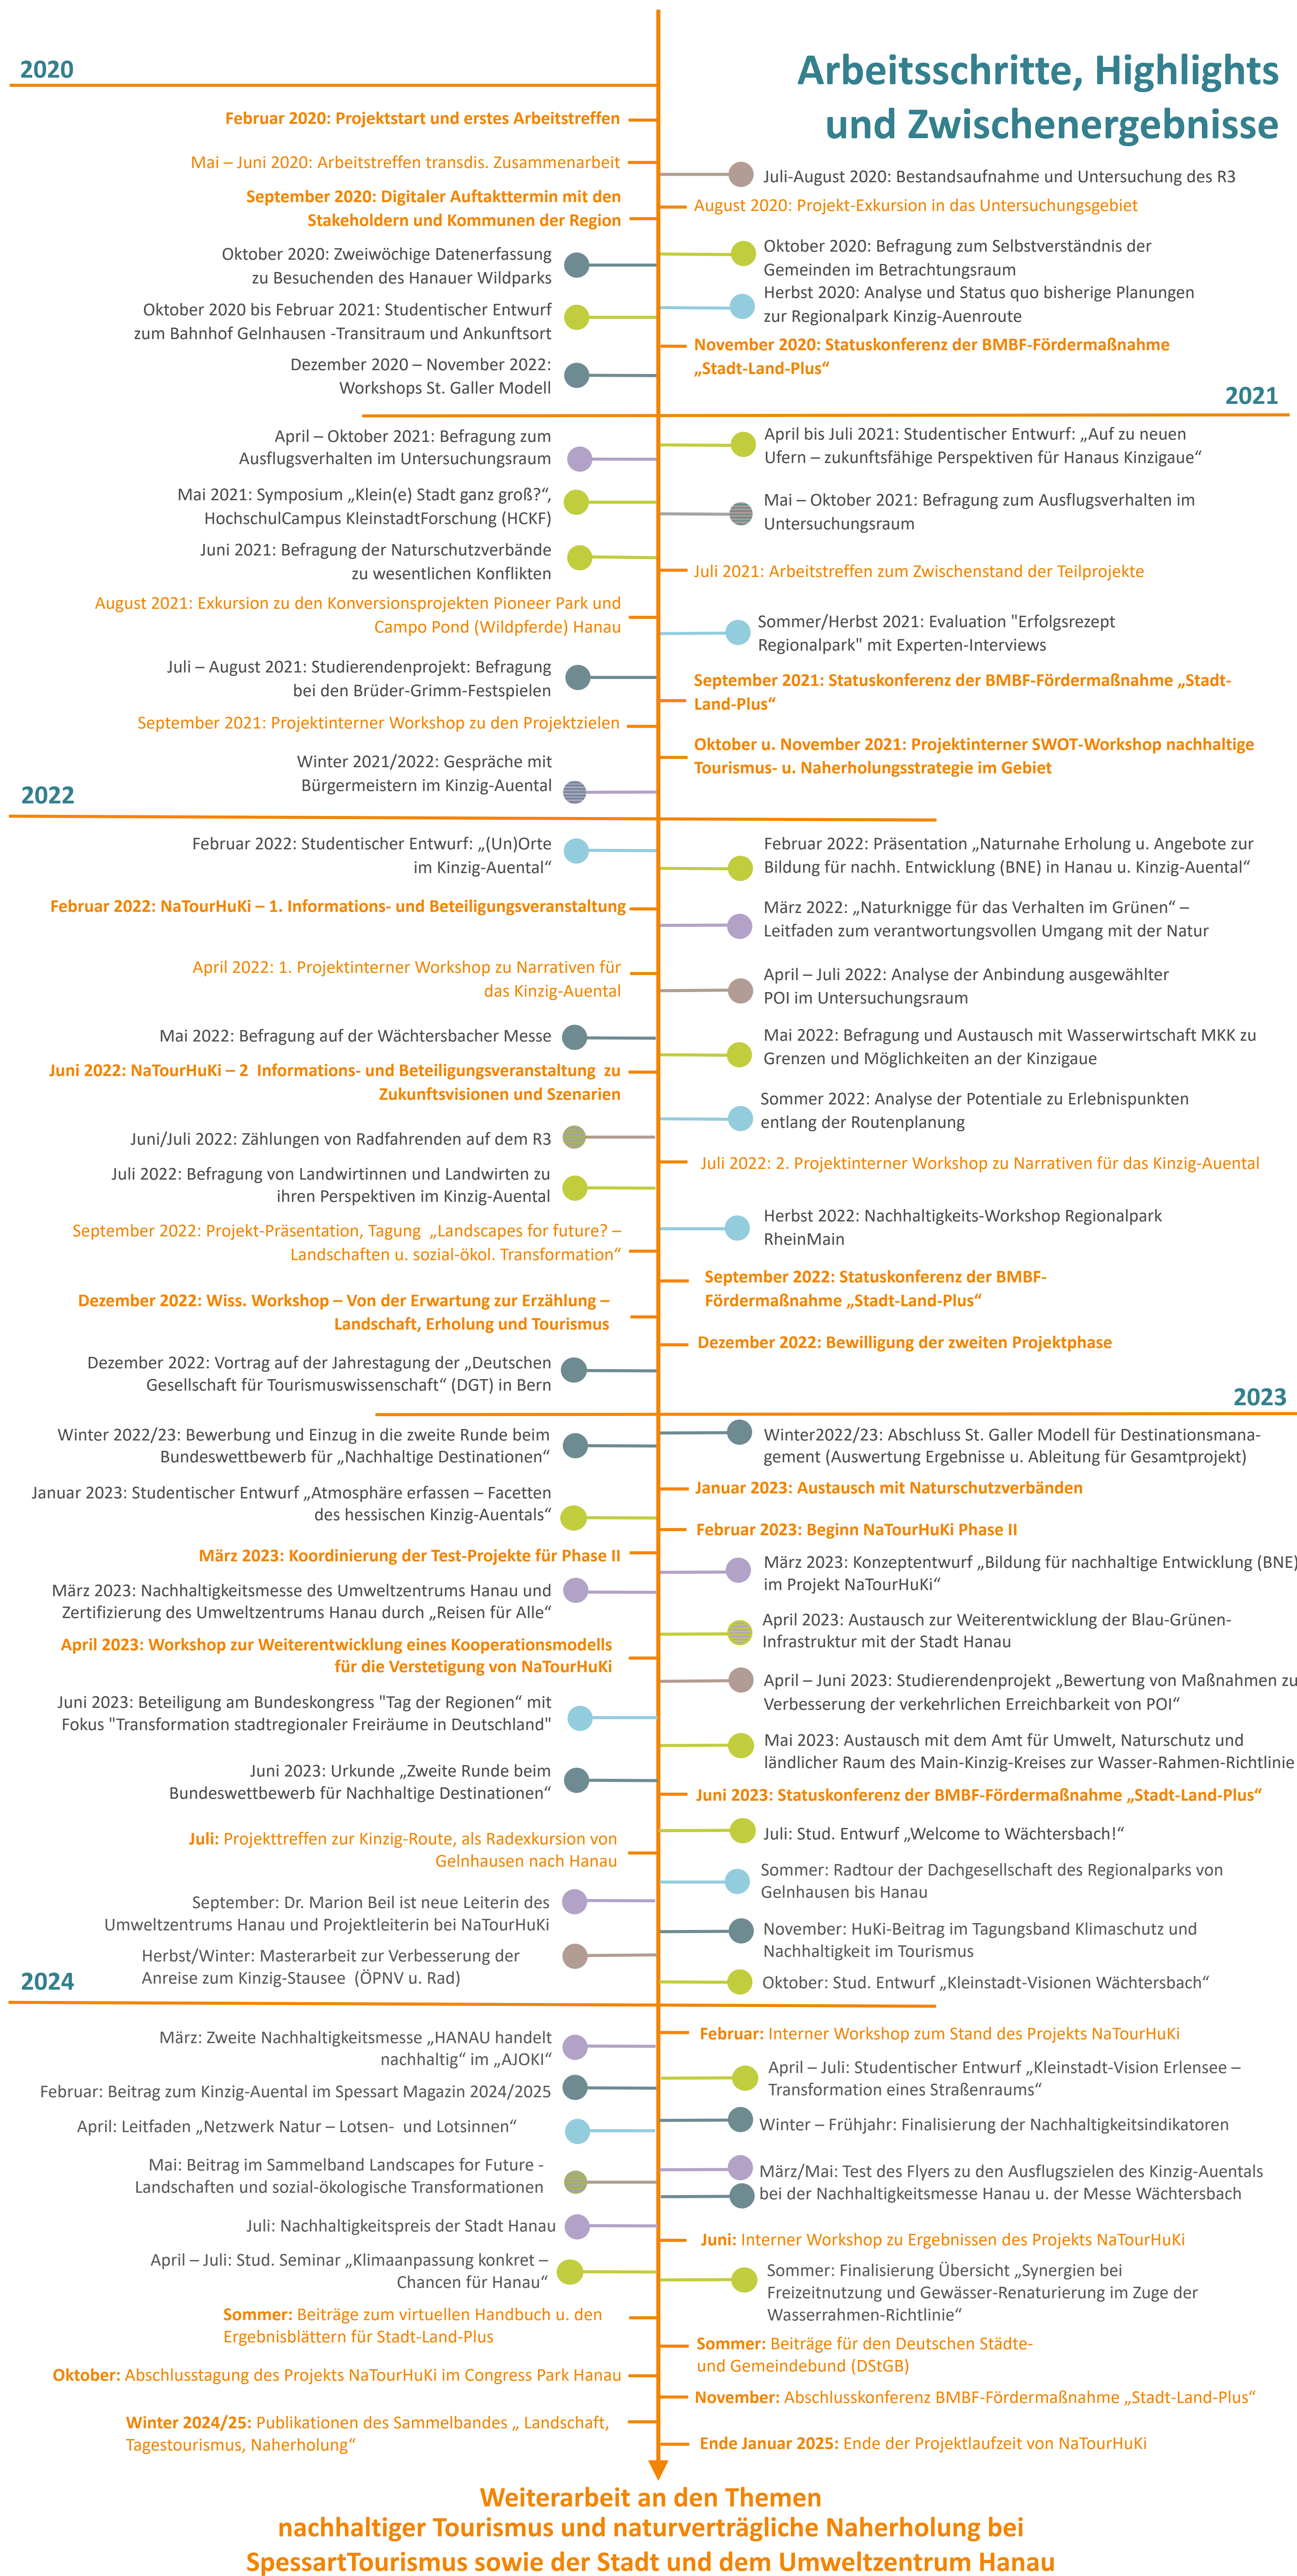 Arbeitsschritte, Highlights
und Zwischenergebnisse
2020
Februar 2020: Projektstart und erstes Arbeitstreffen
Mai – Juni 2020: Arbeitstreffen transdis. Zusammenarbeit
Juli-August 2020: Bestandsaufnahme und Untersuchung des R3
September 2020: Digitaler Auftakttermin mit den
Stakeholdern und Kommunen der Region
August 2020: Projekt-Exkursion in das Untersuchungsgebiet
Oktober 2020: Zweiwöchige Datenerfassung
zu Besuchenden des Hanauer Wildparks
Oktober 2020: Befragung zum Selbstverständnis der
Gemeinden im Betrachtungsraum
Herbst 2020: Analyse und Status quo bisherige Planungen
zur Regionalpark Kinzig-Auenroute
Oktober 2020 bis Februar 2021: Studentischer Entwurf
zum Bahnhof Gelnhausen -Transitraum und Ankunftsort
November 2020: Statuskonferenz der BMBF-Fördermaßnahme
„Stadt-Land-Plus“
Dezember 2020 – November 2022:
Workshops St. Galler Modell
2021
April – Oktober 2021: Befragung zum
Ausflugsverhalten im Untersuchungsraum
April bis Juli 2021: Studentischer Entwurf: „Auf zu neuen
Ufern – zukunftsfähige Perspektiven für Hanaus Kinzigaue“
Mai 2021: Symposium „Klein(e) Stadt ganz groß?“,
HochschulCampus KleinstadtForschung (HCKF)
Mai – Oktober 2021: Befragung zum Ausflugsverhalten im
Untersuchungsraum
Juni 2021: Befragung der Naturschutzverbände
zu wesentlichen Konflikten
Juli 2021: Arbeitstreffen zum Zwischenstand der Teilprojekte
August 2021: Exkursion zu den Konversionsprojekten Pioneer Park und
Campo Pond (Wildpferde) Hanau
Sommer/Herbst 2021: Evaluation "Erfolgsrezept
Regionalpark" mit Experten-Interviews
Juli – August 2021: Studierendenprojekt: Befragung
bei den Brüder-Grimm-Festspielen
September 2021: Statuskonferenz der BMBF-Fördermaßnahme „Stadt-
Land-Plus“
September 2021: Projektinterner Workshop zu den Projektzielen
Oktober u. November 2021: Projektinterner SWOT-Workshop nachhaltige
Tourismus- u. Naherholungsstrategie im Gebiet
Winter 2021/2022: Gespräche mit
Bürgermeistern im Kinzig-Auental
2022
Februar 2022: Studentischer Entwurf: „(Un)Orte
im Kinzig-Auental“
Februar 2022: Präsentation „Naturnahe Erholung u. Angebote zur
Bildung für nachh. Entwicklung (BNE) in Hanau u. Kinzig-Auental“
Februar 2022: NaTourHuKi – 1. Informations- und Beteiligungsveranstaltung
März 2022: „Naturknigge für das Verhalten im Grünen“ –
Leitfaden zum verantwortungsvollen Umgang mit der Natur
April 2022: 1. Projektinterner Workshop zu Narrativen für
das Kinzig-Auental
April – Juli 2022: Analyse der Anbindung ausgewählter
POI im Untersuchungsraum
Mai 2022: Befragung auf der Wächtersbacher Messe
Mai 2022: Befragung und Austausch mit Wasserwirtschaft MKK zu
Grenzen und Möglichkeiten an der Kinzigaue
Juni 2022: NaTourHuKi – 2 Informations- und Beteiligungsveranstaltung zu
Zukunftsvisionen und Szenarien
Sommer 2022: Analyse der Potentiale zu Erlebnispunkten
entlang der Routenplanung
Juni/Juli 2022: Zählungen von Radfahrenden auf dem R3
Juli 2022: 2. Projektinterner Workshop zu Narrativen für das Kinzig-Auental
Juli 2022: Befragung von Landwirtinnen und Landwirten zu
ihren Perspektiven im Kinzig-Auental
Herbst 2022: Nachhaltigkeits-Workshop Regionalpark
RheinMain
September 2022: Projekt-Präsentation, Tagung „Landscapes for future? –
Landschaften u. sozial-ökol. Transformation“
September 2022: Statuskonferenz der BMBF-
Fördermaßnahme „Stadt-Land-Plus“
Dezember 2022: Wiss. Workshop – Von der Erwartung zur Erzählung –
Landschaft, Erholung und Tourismus
Dezember 2022: Bewilligung der zweiten Projektphase
Dezember 2022: Vortrag auf der Jahrestagung der „Deutschen
Gesellschaft für Tourismuswissenschaft“ (DGT) in Bern
2023
Winter 2022/23: Bewerbung und Einzug in die zweite Runde beim
Bundeswettbewerb für „Nachhaltige Destinationen“
Winter2022/23: Abschluss St. Galler Modell für Destinationsmana-
gement (Auswertung Ergebnisse u. Ableitung für Gesamtprojekt)
Januar 2023: Studentischer Entwurf „Atmosphäre erfassen – Facetten
des hessischen Kinzig-Auentals“
Januar 2023: Austausch mit Naturschutzverbänden
Februar 2023: Beginn NaTourHuKi Phase II
März 2023: Koordinierung der Test-Projekte für Phase II
März 2023: Konzeptentwurf „Bildung für nachhaltige Entwicklung (BNE)
im Projekt NaTourHuKi“
März 2023: Nachhaltigkeitsmesse des Umweltzentrums Hanau und
Zertifizierung des Umweltzentrums Hanau durch „Reisen für Alle“
April 2023: Austausch zur Weiterentwicklung der Blau-Grünen-
Infrastruktur mit der Stadt Hanau
April 2023: Workshop zur Weiterentwicklung eines Kooperationsmodells
für die Verstetigung von NaTourHuKi
April – Juni 2023: Studierendenprojekt „Bewertung von Maßnahmen zu
Verbesserung der verkehrlichen Erreichbarkeit von POI“
Juni 2023: Beteiligung am Bundeskongress "Tag der Regionen“ mit
Fokus "Transformation stadtregionaler Freiräume in Deutschland"
Mai 2023: Austausch mit dem Amt für Umwelt, Naturschutz und
ländlicher Raum des Main-Kinzig-Kreises zur Wasser-Rahmen-Richtlinie
Juni 2023: Urkunde „Zweite Runde beim
Bundeswettbewerb für Nachhaltige Destinationen“
Juni 2023: Statuskonferenz der BMBF-Fördermaßnahme „Stadt-Land-Plus“
Juli: Projekttreffen zur Kinzig-Route, als Radexkursion von
Gelnhausen nach Hanau
Juli: Stud. Entwurf „Welcome to Wächtersbach!“
Sommer: Radtour der Dachgesellschaft des Regionalparks von
Gelnhausen bis Hanau
September: Dr. Marion Beil ist neue Leiterin des
Umweltzentrums Hanau und Projektleiterin bei NaTourHuKi
November: HuKi-Beitrag im Tagungsband Klimaschutz und
Nachhaltigkeit im Tourismus
Herbst/Winter: Masterarbeit zur Verbesserung der
Anreise zum Kinzig-Stausee (ÖPNV u. Rad)
Oktober: Stud. Entwurf „Kleinstadt-Visionen Wächtersbach“
2024
März: Zweite Nachhaltigkeitsmesse „HANAU handelt
nachhaltig“ im „AJOKI“
Februar: Interner Workshop zum Stand des Projekts NaTourHuKi
April – Juli: Studentischer Entwurf „Kleinstadt-Vision Erlensee –
Transformation eines Straßenraums“
Februar: Beitrag zum Kinzig-Auental im Spessart Magazin 2024/2025
April: Leitfaden „Netzwerk Natur – Lotsen- und Lotsinnen“
Winter – Frühjahr: Finalisierung der Nachhaltigkeitsindikatoren
Mai: Beitrag im Sammelband Landscapes for Future -
Landschaften und sozial-ökologische Transformationen
März/Mai: Test des Flyers zu den Ausflugszielen des Kinzig-Auentals
bei der Nachhaltigkeitsmesse Hanau u. der Messe Wächtersbach
Juli: Nachhaltigkeitspreis der Stadt Hanau
Juni: Interner Workshop zu Ergebnissen des Projekts NaTourHuKi
April – Juli: Stud. Seminar „Klimaanpassung konkret –
Chancen für Hanau“
Sommer: Finalisierung Übersicht „Synergien bei
Freizeitnutzung und Gewässer-Renaturierung im Zuge der
Wasserrahmen-Richtlinie“
Sommer: Beiträge zum virtuellen Handbuch u. den
Ergebnisblättern für Stadt-Land-Plus
Sommer: Beiträge für den Deutschen Städte-
und Gemeindebund (DStGB)
Oktober: Abschlusstagung des Projekts NaTourHuKi im Congress Park Hanau
November: Abschlusskonferenz BMBF-Fördermaßnahme „Stadt-Land-Plus“
Winter 2024/25: Publikationen des Sammelbandes „ Landschaft,
Tagestourismus, Naherholung“
Ende Januar 2025: Ende der Projektlaufzeit von NaTourHuKi
Weiterarbeit an den Themen
nachhaltiger Tourismus und naturverträgliche Naherholung bei
SpessartTourismus sowie der Stadt und dem Umweltzentrum Hanau